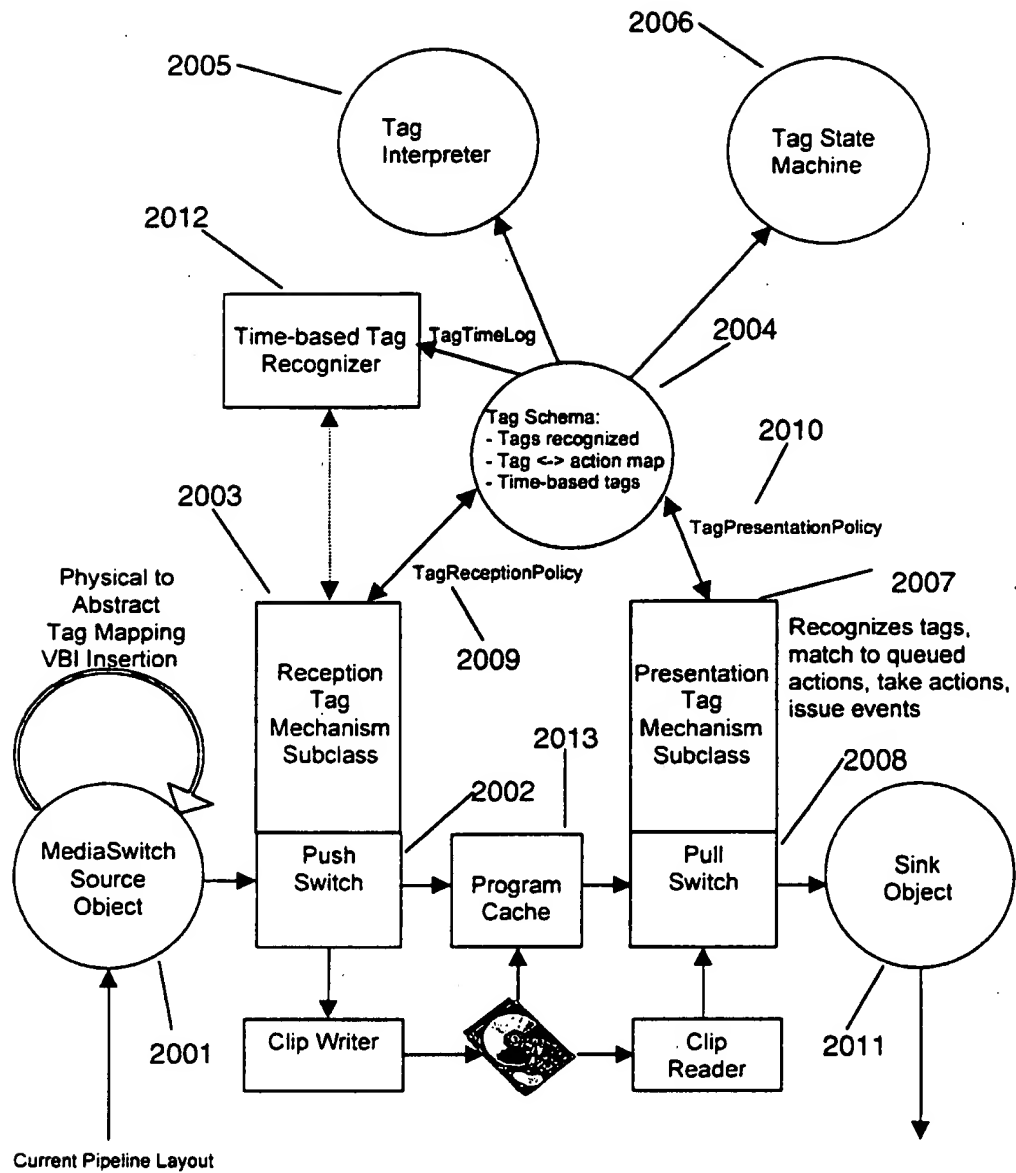 2006
2005
Tag
Interpreter
Tag State
Machine
2012
Time-based Tag
Recognizer
TagTimeLog
2004
Tag Schema:
- Tags recognized
- Tag <-> action map
- Time-based tags
2010
2003
TagPresentationPolicy
TagReceptionPolicy
2007
Physical to
Abstract
Tag Mapping
VBI Insertion
2009
Recognizes tags,
match to queued
actions, take actions,
issue events
Reception
Tag
Mechanism
Subclass
Presentation
Tag
Mechanism
Subclass
2013
2002
2008
MediaSwitch
Source
Object
Push
Switch
Program
Cache
Pull
Switch
Sink
Object
2001
Clip Writer
Clip
Reader
2011
Current Pipeline Layout